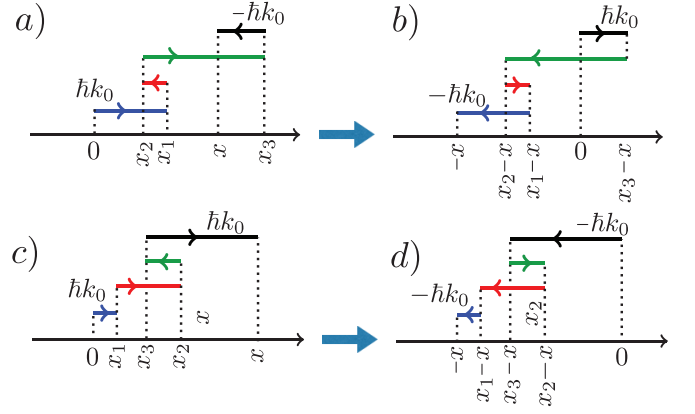 a)
-ħk₀
ħk₀
0
x₂
x₁
x
x₃
b)
ħk₀
-ħk₀
-x
x₂-x
x₁-x
0
x₃-x
c)
ħk₀
ħk₀
0
x₁
x₃
x₂
x
x
d)
-ħk₀
-ħk₀
-x
x₁-x
x₃-x
x₂
x₂-x
0